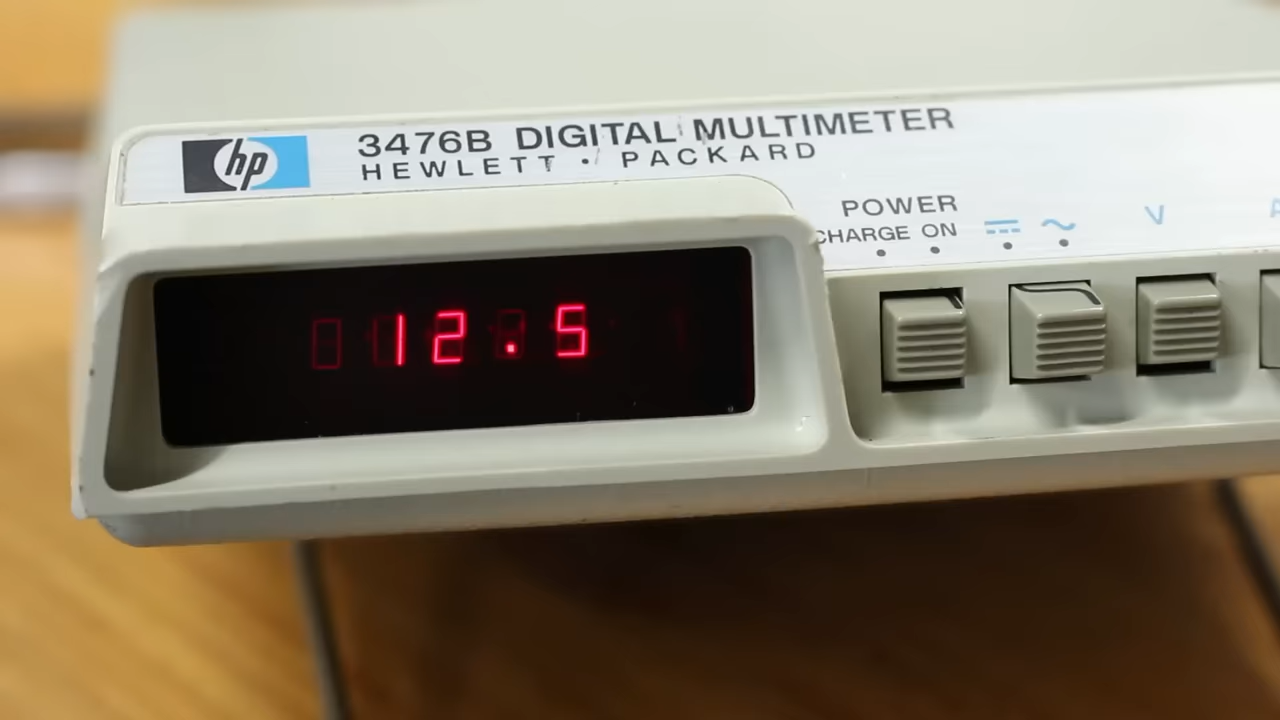 hp
3476B DIGITAL MULTIMETER
HEWLETT · PACKARD
POWER
CHARGE ON
V
12.5